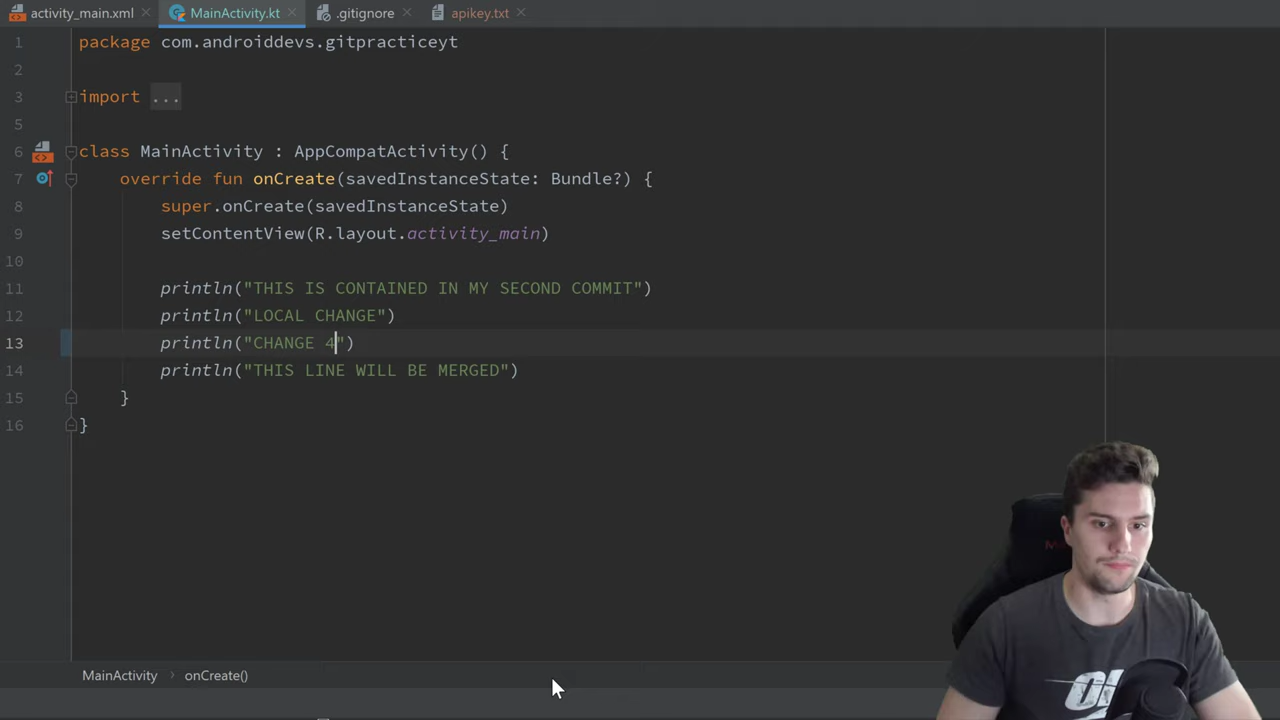 activity_main.xml MainActivity.kt .gitignore apikey.txt
1 package com.androiddevs.gitpracticeyt
2
3 import ...
5
6 class MainActivity : AppCompatActivity() {
7 override fun onCreate(savedInstanceState: Bundle?) {
8 super.onCreate(savedInstanceState)
9 setContentView(R.layout.activity_main)
10
11 println("THIS IS CONTAINED IN MY SECOND COMMIT")
12 println("LOCAL CHANGE")
13 println("CHANGE 4")
14 println("THIS LINE WILL BE MERGED")
15 }
16 }
MainActivity › onCreate()